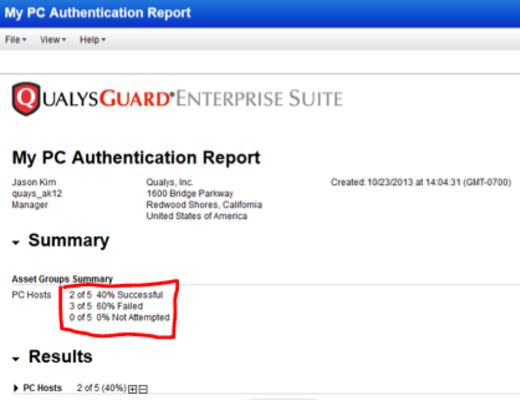 My PC Authentication Report
File View Help
QUALYSGUARD® ENTERPRISE SUITE
My PC Authentication Report
Jason Kim Qualys, Inc. Created: 10/23/2013 at 14:04:31 (GMT-0700)
quays_ak12 1600 Bridge Parkway
Manager Redwood Shores, California
United States of America
Summary
Asset Groups Summary
PC Hosts 2 of 5 40% Successful
3 of 5 60% Failed
0 of 5 0% Not Attempted
Results
PC Hosts 2 of 5 (40%)